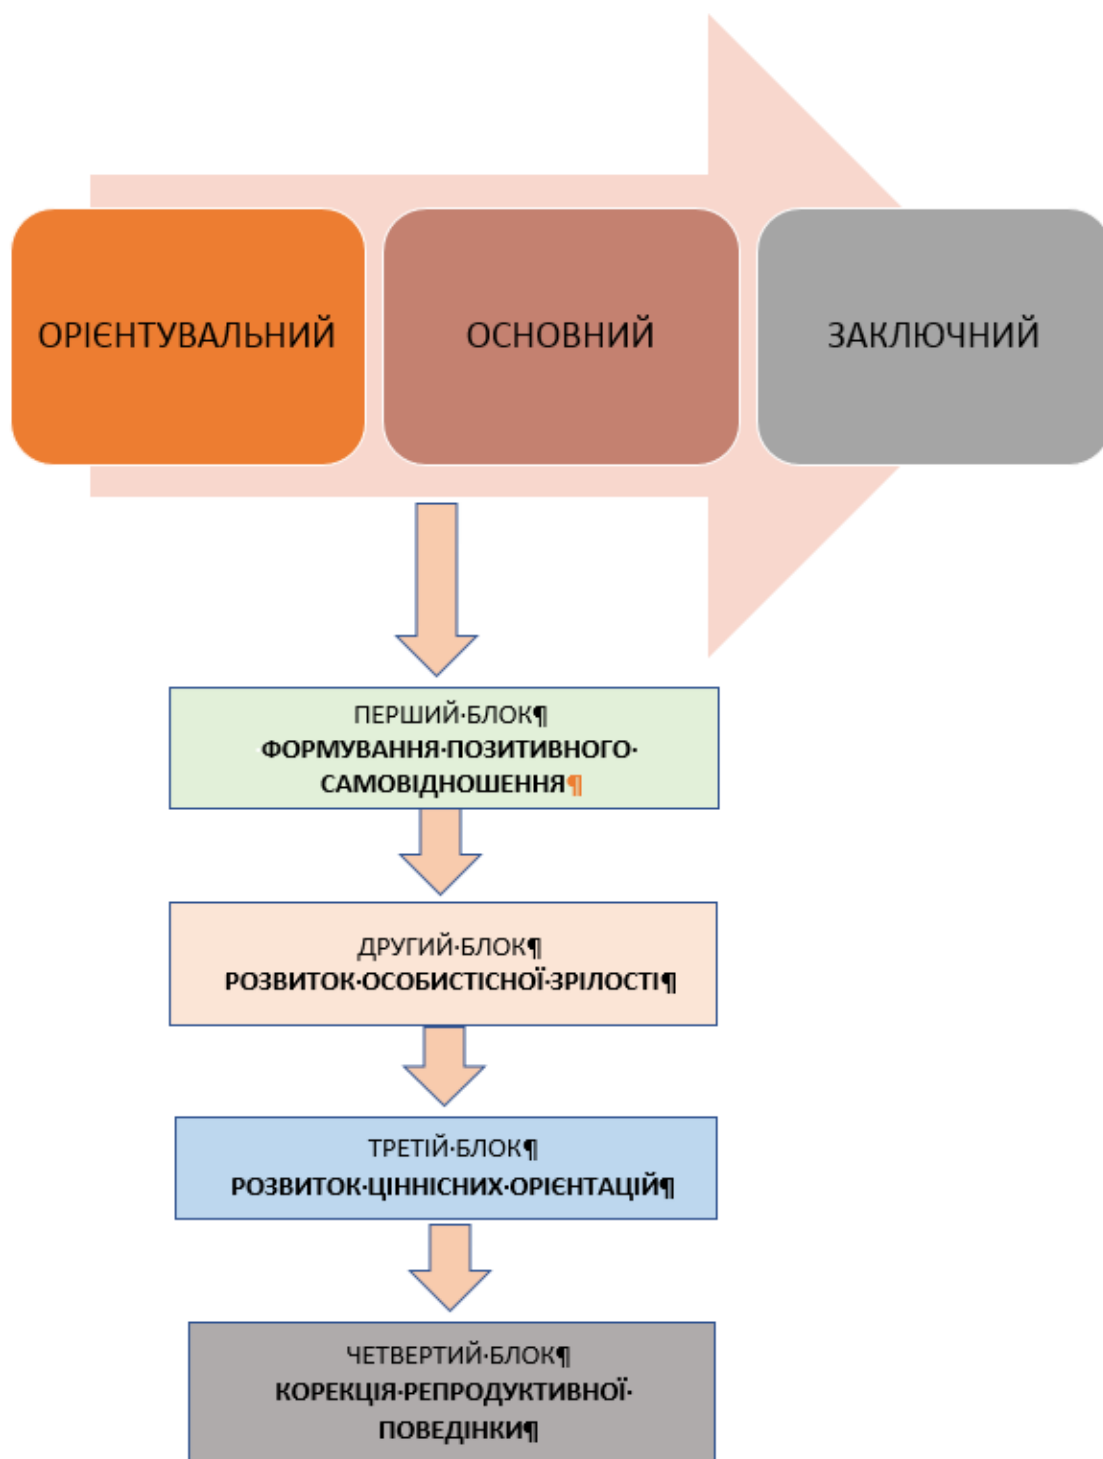 ОРІЄНТУВАЛЬНИЙ
ОСНОВНИЙ
ЗАКЛЮЧНИЙ
ПЕРШИЙ·БЛОК¶
·ФОРМУВАННЯ·ПОЗИТИВНОГО·
САМОВІДНОШЕННЯ¶
ДРУГИЙ·БЛОК¶
РОЗВИТОК·ОСОБИСТІСНОЇ·ЗРІЛОСТІ¶
ТРЕТІЙ·БЛОК¶
РОЗВИТОК·ЦІННІСНИХ·ОРІЄНТАЦІЙ¶
ЧЕТВЕРТИЙ·БЛОК¶
КОРЕКЦІЯ·РЕПРОДУКТИВНОЇ·
ПОВЕДІНКИ¶